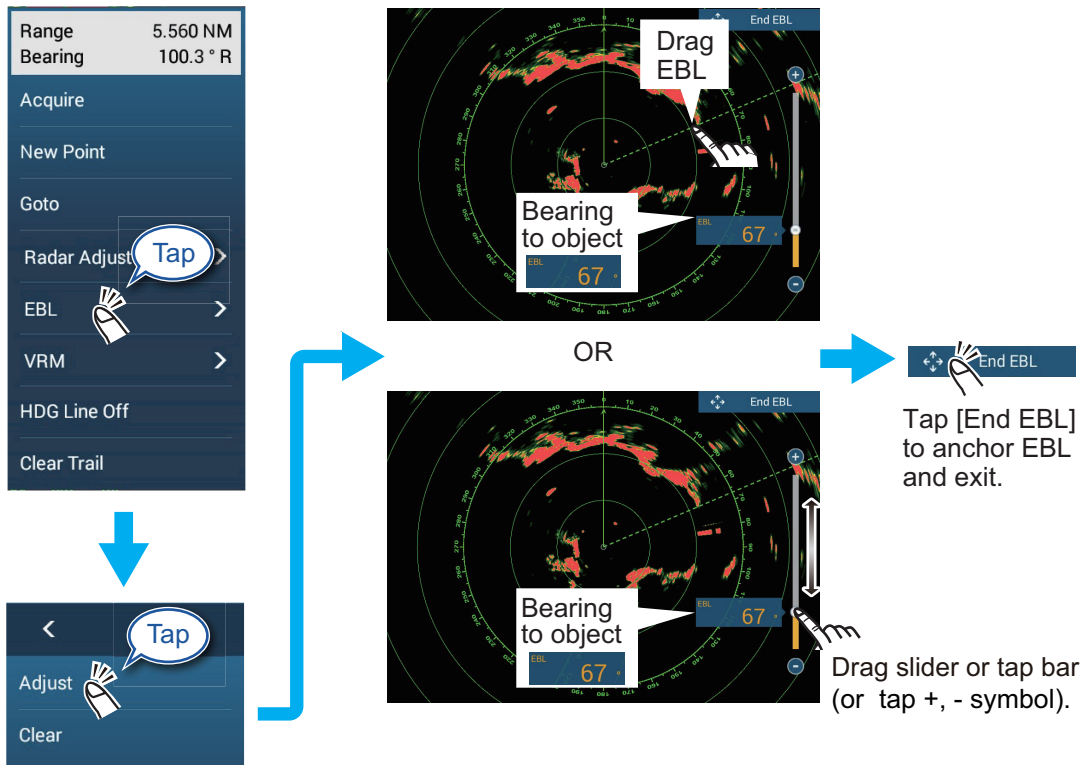 Range 5.560 NM
Bearing 100.3 ° R
Acquire
New Point
Goto
Radar Adjust
Tap
EBL
VRM
HDG Line Off
Clear Trail
Tap
Adjust
Clear
End EBL
Drag
EBL
Bearing
to object
EBL
67 °
EBL
67 °
OR
End EBL
Bearing
to object
EBL
67 °
EBL
67 °
Drag slider or tap bar
(or tap +, - symbol).
End EBL
Tap [End EBL]
to anchor EBL
and exit.